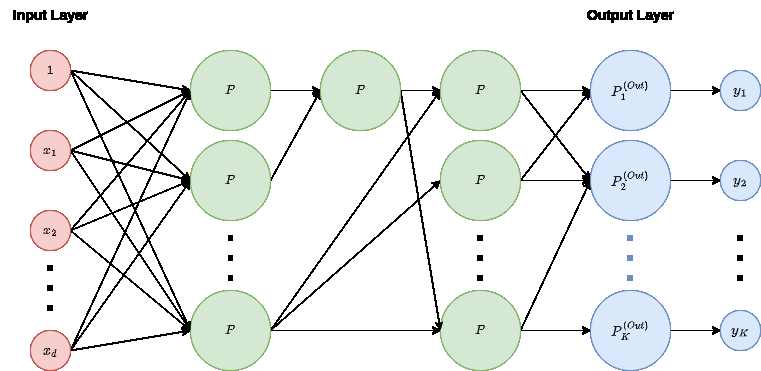 Input Layer
Output Layer
1
P
P
P
P_1^{(Out)}
y_1
x_1
P
P
P_2^{(Out)}
y_2
x_2
x_d
P
P
P_K^{(Out)}
y_K